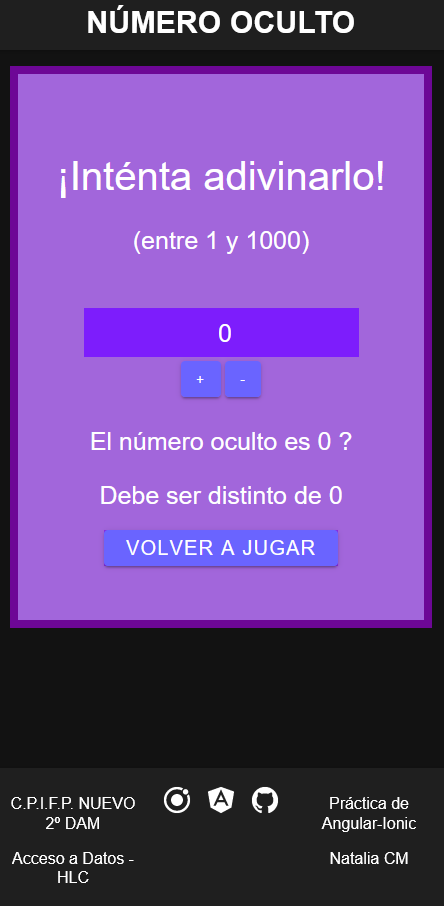 NÚMERO OCULTO
¡Inténta adivinarlo!
(entre 1 y 1000)
0
+ -
El número oculto es 0 ?
Debe ser distinto de 0
VOLVER A JUGAR
C.P.I.F.P. NUEVO
2º DAM
Acceso a Datos -
HLC
Práctica de
Angular-Ionic
Natalia CM